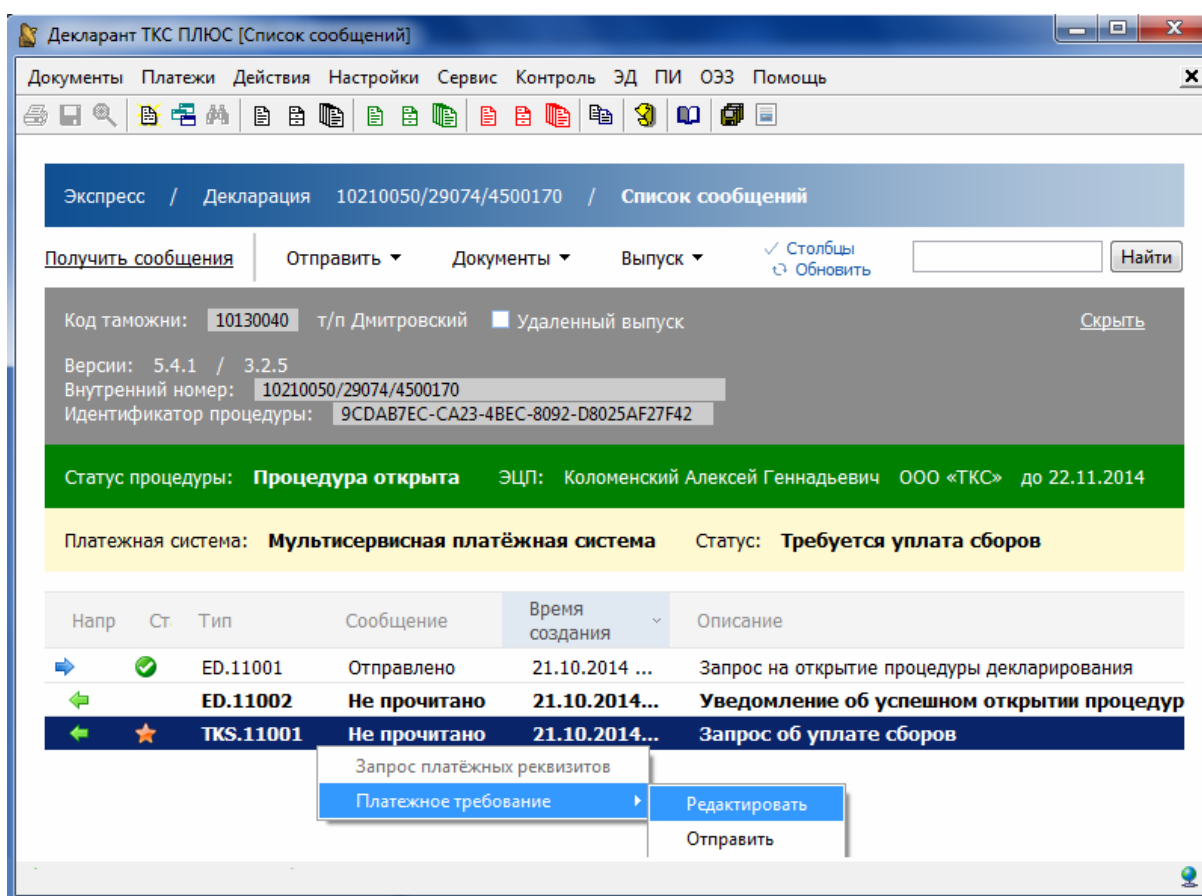 Декларант ТКС ПЛЮС [Список сообщений]
Документы Платежи Действия Настройки Сервис Контроль ЭД ПИ ОЭЗ Помощь
Экспресс / Декларация 10210050/29074/4500170 / Список сообщений
Получить сообщения Отправить Документы Выпуск Столбцы Обновить Найти
Код таможни: 10130040 т/п Дмитровский Удаленный выпуск Скрыть
Версии: 5.4.1 / 3.2.5
Внутренний номер: 10210050/29074/4500170
Идентификатор процедуры: 9CDAB7EC-CA23-4BEC-8092-D8025AF27F42
Статус процедуры: Процедура открыта ЭЦП: Коломенский Алексей Геннадьевич ООО «ТКС» до 22.11.2014
Платежная система: Мультисервисная платёжная система Статус: Требуется уплата сборов
Напр Ст Тип Сообщение Время создания Описание
ED.11001 Отправлено 21.10.2014 ... Запрос на открытие процедуры декларирования
ED.11002 Не прочитано 21.10.2014... Уведомление об успешном открытии процедур
TKS.11001 Не прочитано 21.10.2014... Запрос об уплате сборов
Запрос платёжных реквизитов
Платежное требование Редактировать
Отправить